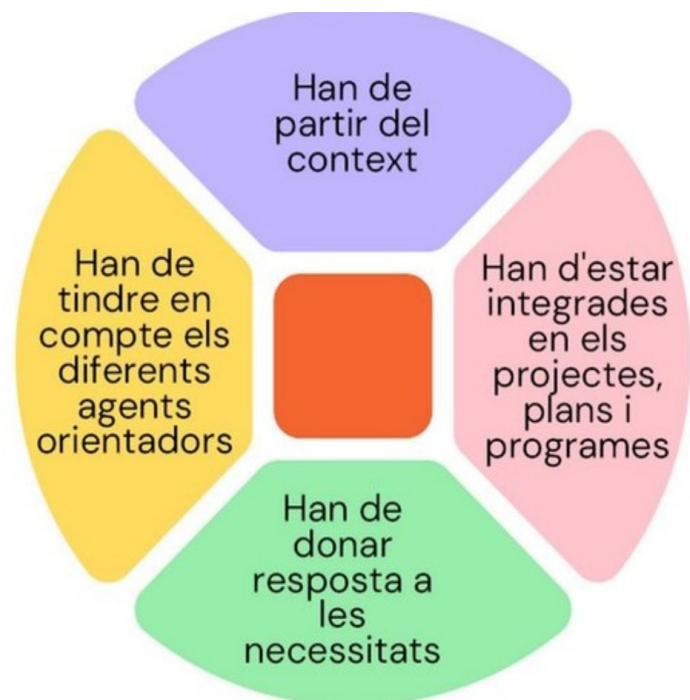 Han de
partir del
context
Han de
tindre en
compte els
diferents
agents
orientadors
Han d'estar
integrades
en els
projectes,
plans i
programes
Han de
donar
resposta a
les
necessitats